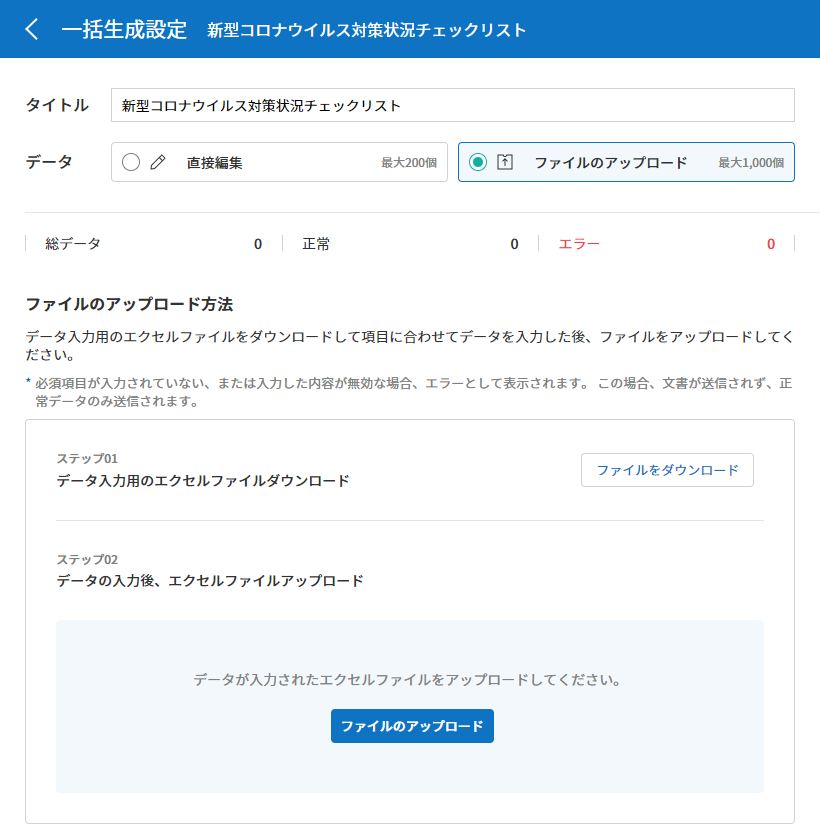 一括生成設定 新型コロナウイルス対策状況チェックリスト
タイトル 新型コロナウイルス対策状況チェックリスト
データ 直接編集 最大200個 ファイルのアップロード 最大1,000個
総データ 0 正常 0 エラー 0
ファイルのアップロード方法
データ入力用のエクセルファイルをダウンロードして項目に合わせてデータを入力した後、ファイルをアップロードしてく
ださい。
* 必須項目が入力されていない、または入力した内容が無効な場合、エラーとして表示されます。 この場合、文書が送信されず、正
常データのみ送信されます。
ステップ01
データ入力用のエクセルファイルダウンロード
ファイルをダウンロード
ステップ02
データの入力後、エクセルファイルアップロード
データが入力されたエクセルファイルをアップロードしてください。
ファイルのアップロード